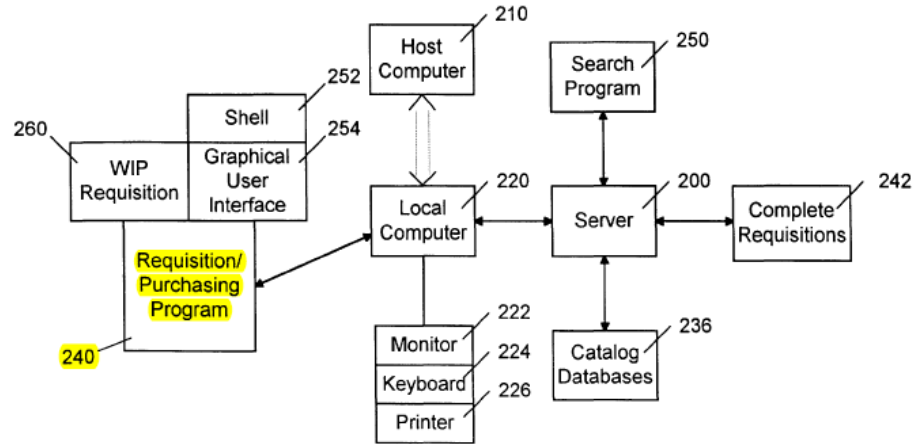 210
Host
Computer
250
Search
Program
252
Shell
254
260
WIP
Requisition
Graphical
User
Interface
220
Local
Computer
200
Server
242
Complete
Requisitions
Requisition/
Purchasing
Program
240
222
Monitor
224
Keyboard
226
Printer
236
Catalog
Databases